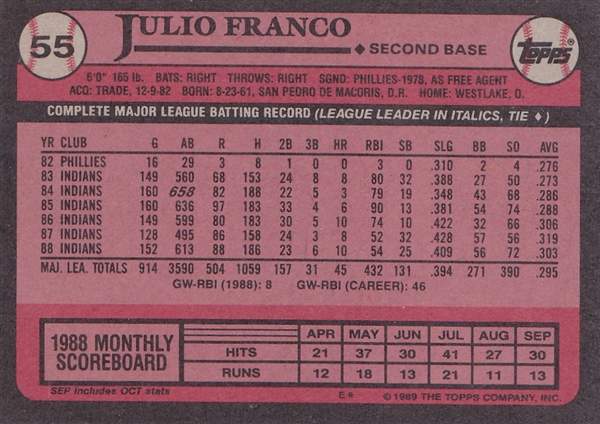 55 JULIO FRANCO
◆ SECOND BASE
TOPPS®
6'0" 165 lb. BATS: RIGHT THROWS: RIGHT SGND: PHILLIES-1978, AS FREE AGENT
ACQ: TRADE, 12-9-82 BORN: 8-23-61, SAN PEDRO DE MACORIS, D.R. HOME: WESTLAKE, O.
COMPLETE MAJOR LEAGUE BATTING RECORD (LEAGUE LEADER IN ITALICS, TIE ♦)
YR CLUB G AB R H 2B 3B HR RBI SB SLG BB SO AVG
82 PHILLIES 16 29 3 8 1 0 0 3 0 .310 2 4 .276
83 INDIANS 149 560 68 153 24 8 8 80 32 .388 27 50 .273
84 INDIANS 160 658 82 188 22 5 3 79 19 .348 43 68 .286
85 INDIANS 160 636 97 183 33 4 6 90 13 .381 54 74 .288
86 INDIANS 149 599 80 183 30 5 10 74 10 .422 32 66 .306
87 INDIANS 128 495 86 158 24 3 8 52 32 .428 57 56 .319
88 INDIANS 152 613 88 186 23 6 10 54 25 .409 56 72 .303
MAJ. LEA. TOTALS 914 3590 504 1059 157 31 45 432 131 .394 271 390 .295
GW-RBI (1988): 8 GW-RBI (CAREER): 46
1988 MONTHLY SCOREBOARD
APR MAY JUN JUL AUG SEP
HITS 21 37 30 41 27 30
RUNS 12 18 13 21 11 13
SEP includes OCT stats
E* © 1989 THE TOPPS COMPANY, INC.